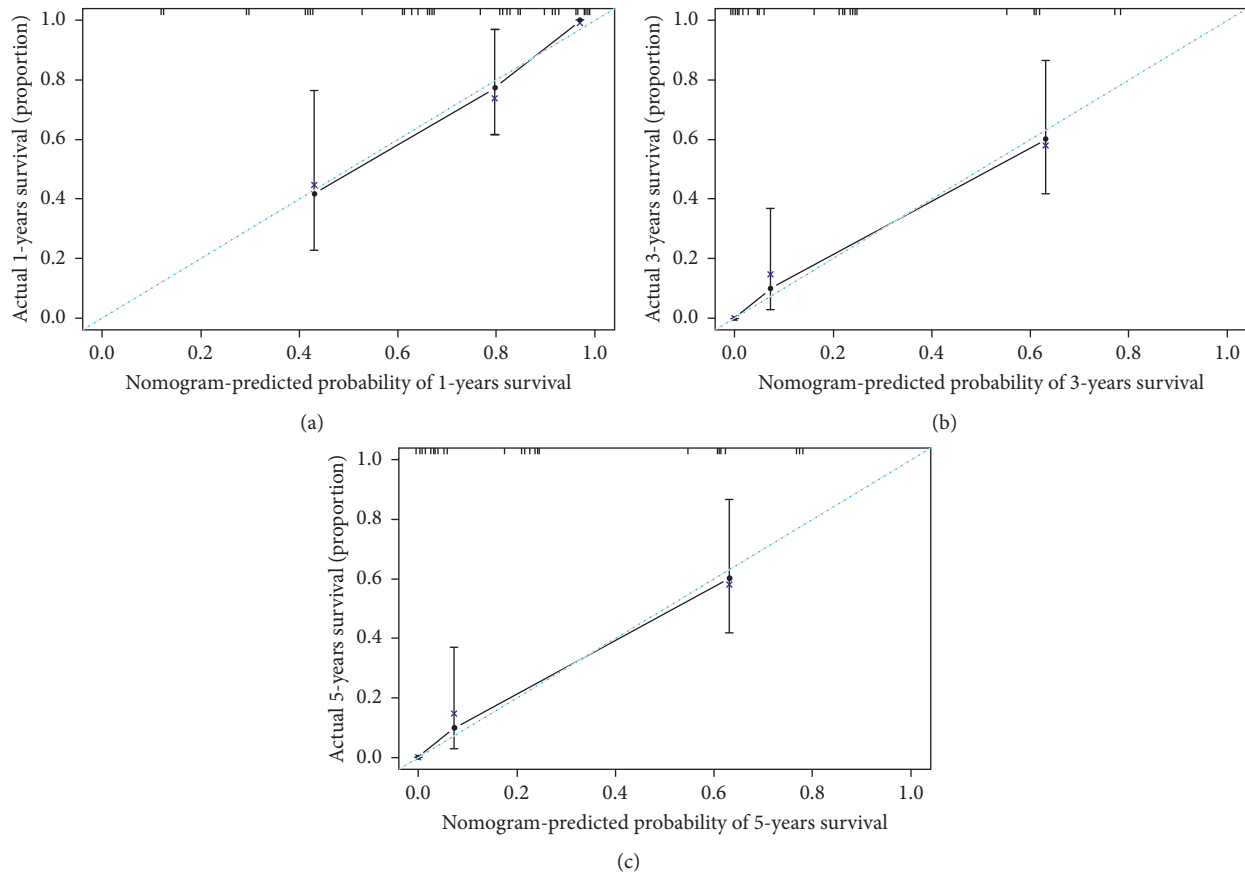 Actual 1-years survival (proportion)
1.0
0.8
0.6
0.4
0.2
0.0
0.0 0.2 0.4 0.6 0.8 1.0
Nomogram-predicted probability of 1-years survival
(a)
Actual 3-years survival (proportion)
1.0
0.8
0.6
0.4
0.2
0.0
0.0 0.2 0.4 0.6 0.8 1.0
Nomogram-predicted probability of 3-years survival
(b)
Actual 5-years survival (proportion)
1.0
0.8
0.6
0.4
0.2
0.0
0.0 0.2 0.4 0.6 0.8 1.0
Nomogram-predicted probability of 5-years survival
(c)